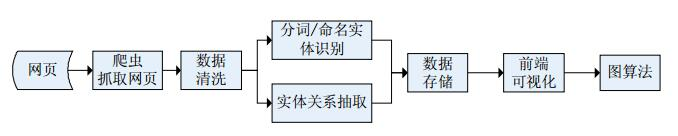 网页
爬虫
抓取网页
数据
清洗
分词/命名实
体识别
实体关系抽取
数据
存储
前端
可视化
图算法